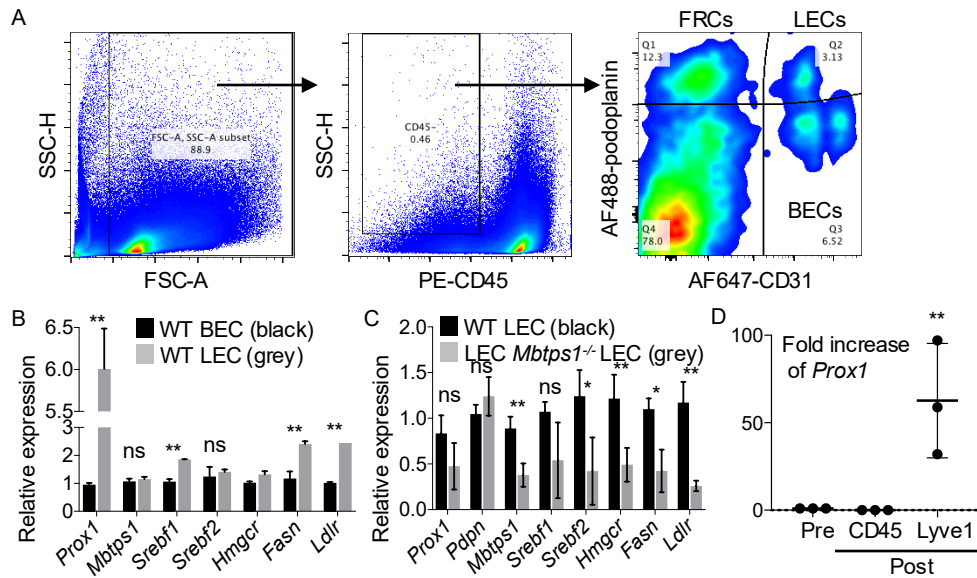 A
FRCs
LECs
SSC-H
FSC-A, SSC-A subset
88.9
FSC-A
SSC-H
CD45-
0.46
PE-CD45
AF488-podoplanin
Q1
12.3
Q2
3.13
BECs
Q4
78.0
Q3
6.52
AF647-CD31
B
Relative expression
6.5
6.0
5.5
3
2
1
0
WT BEC (black)
WT LEC (grey)
**
ns
**
ns
**
**
Prox1
Mbtps1
Srebf1
Srebf2
Hmgcr
Fasn
Ldlr
C
Relative expression
2.0
1.5
1.0
0.5
0.0
WT LEC (black)
LEC Mbtps1-/- LEC (grey)
ns
ns
**
ns
*
**
*
**
Prox1
Pdpn
Mbtps1
Srebf1
Srebf2
Hmgcr
Fasn
Ldlr
D
Fold increase
of Prox1
**
100
50
0
Pre
CD45
Lyve1
Post